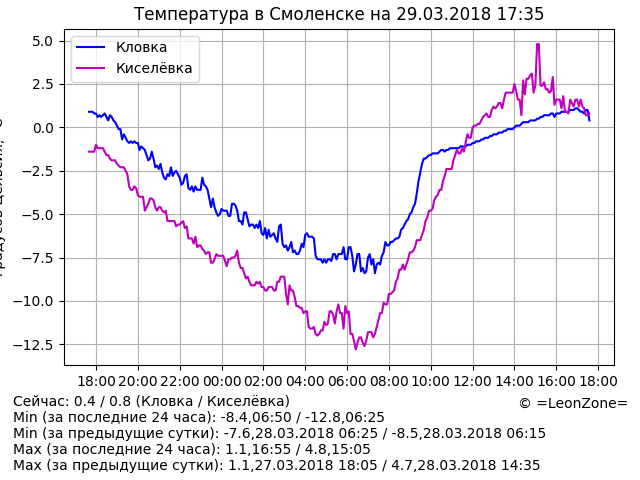 Температура в Смоленске на 29.03.2018 17:35
Кловка
Киселёвка
5.0
2.5
0.0
−2.5
−5.0
−7.5
−10.0
−12.5
18:00 20:00 22:00 00:00 02:00 04:00 06:00 08:00 10:00 12:00 14:00 16:00 18:00
Сейчас: 0.4 / 0.8 (Кловка / Киселёвка)
© =LeonZone=
Min (за последние 24 часа): -8.4,06:50 / -12.8,06:25
Min (за предыдущие сутки): -7.6,28.03.2018 06:25 / -8.5,28.03.2018 06:15
Max (за последние 24 часа): 1.1,16:55 / 4.8,15:05
Max (за предыдущие сутки): 1.1,27.03.2018 18:05 / 4.7,28.03.2018 14:35